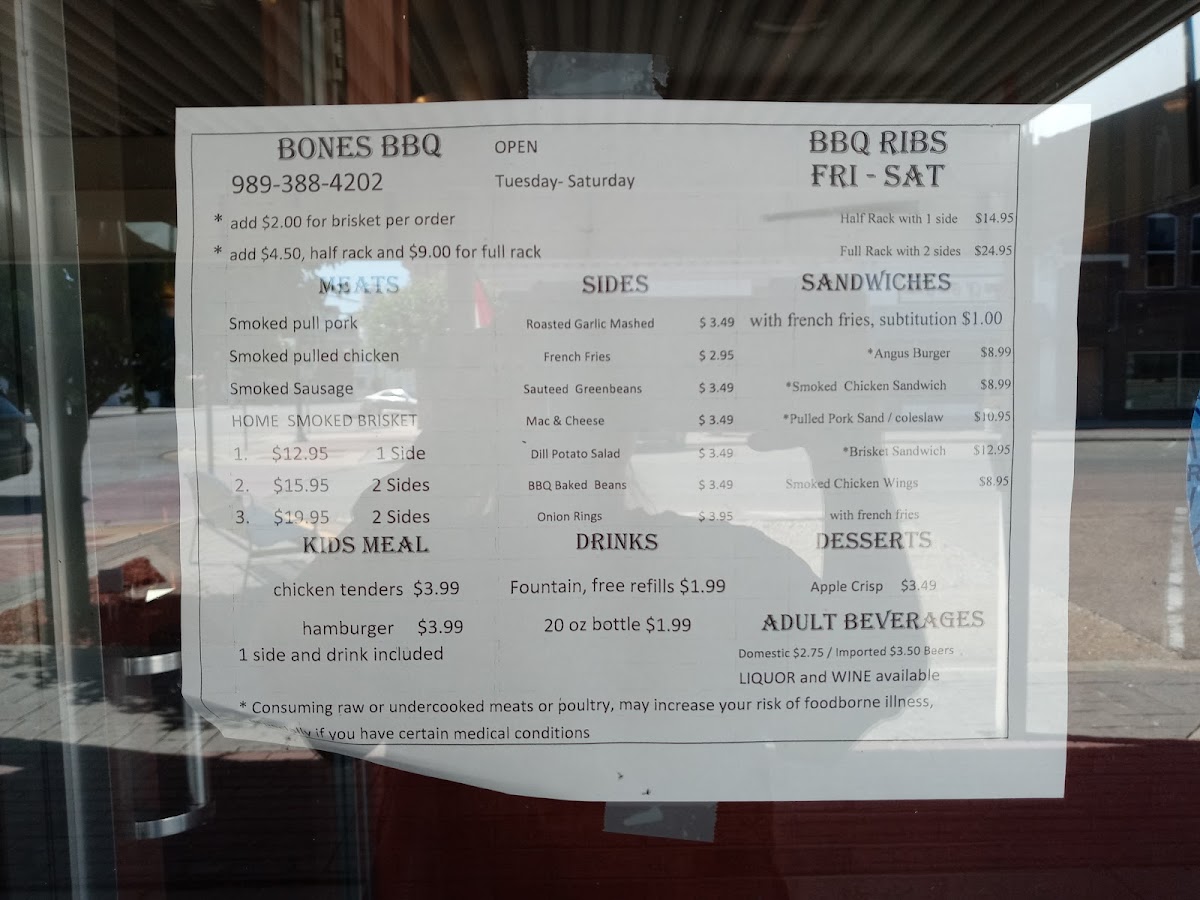 BONES BBQ
989-388-4202
OPEN
Tuesday- Saturday
* add $2.00 for brisket per order
* add $4.50, half rack and $9.00 for full rack
BBQ RIBS
FRI - SAT
Half Rack with 1 side $14.95
Full Rack with 2 sides $24.95
MEATS
Smoked pull pork
Smoked pulled chicken
Smoked Sausage
HOME SMOKED BRISKET
1. $12.95 1 Side
2. $15.95 2 Sides
3. $19.95 2 Sides
SIDES
Roasted Garlic Mashed $ 3.49
French Fries $ 2.95
Sauteed Greenbeans $ 3.49
Mac & Cheese $ 3.49
Dill Potato Salad $ 3.49
BBQ Baked Beans $ 3.49
Onion Rings $ 3.95
SANDWICHES
with french fries, subtitution $1.00
*Angus Burger $8.99
*Smoked Chicken Sandwich $8.99
*Pulled Pork Sand / coleslaw $10.95
*Brisket Sandwich $12.95
Smoked Chicken Wings $8.95
with french fries
KIDS MEAL
chicken tenders $3.99
hamburger $3.99
1 side and drink included
DRINKS
Fountain, free refills $1.99
20 oz bottle $1.99
DESSERTS
Apple Crisp $3.49
ADULT BEVERAGES
Domestic $2.75 / Imported $3.50 Beers
LIQUOR and WINE available
* Consuming raw or undercooked meats or poultry, may increase your risk of foodborne illness,
if you have certain medical conditions